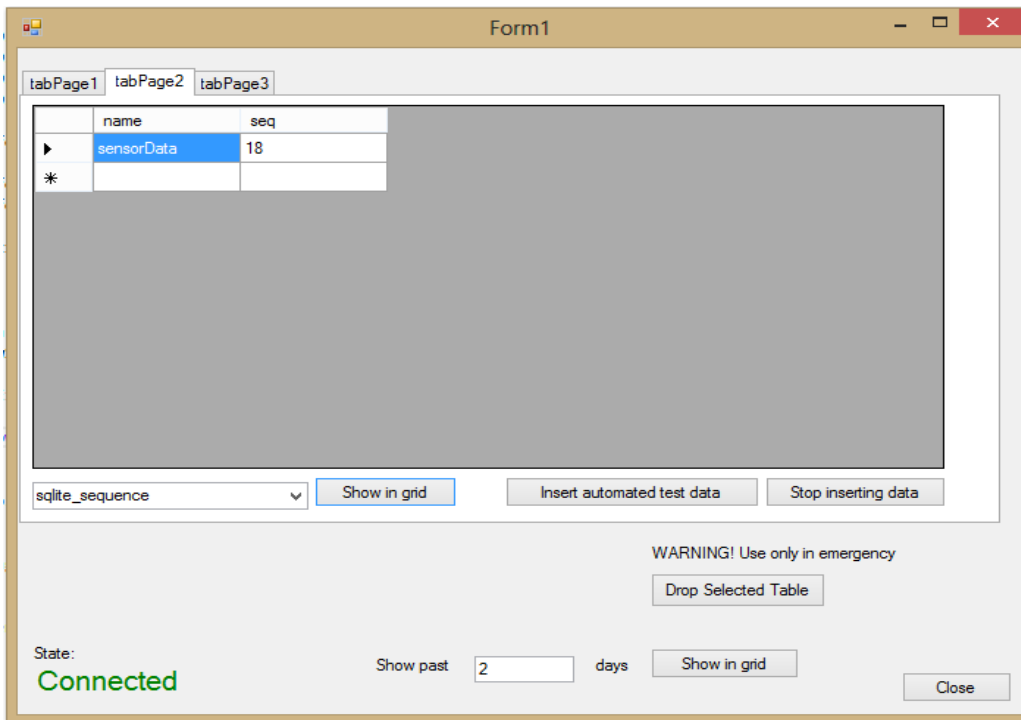 Form1
tabPage1 tabPage2 tabPage3
name seq
sensorData 18
sqlite_sequence Show in grid Insert automated test data Stop inserting data
WARNING! Use only in emergency
Drop Selected Table
State:
Connected
Show past 2 days Show in grid
Close